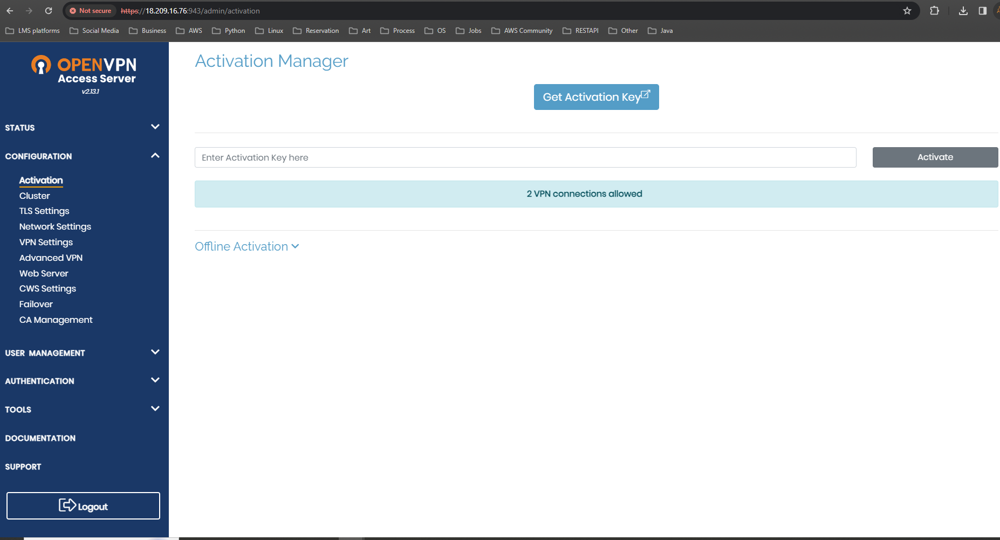 Not secure https://18.209.16.76:943/admin/activation
LMS platforms Social Media Business AWS Python Linux Reservation Art Process OS Jobs AWS Community RESTAPI Other Java
OPENVPN
Access Server
v2.13.1
STATUS
CONFIGURATION
Activation
Cluster
TLS Settings
Network Settings
VPN Settings
Advanced VPN
Web Server
CWS Settings
Failover
CA Management
USER MANAGEMENT
AUTHENTICATION
TOOLS
DOCUMENTATION
SUPPORT
Logout
Activation Manager
Get Activation Key
Enter Activation Key here
Activate
2 VPN connections allowed
Offline Activation